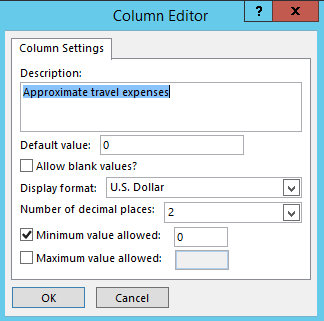 Column Editor ? x
Column Settings
Description:
Approximate travel expenses
Default value: 0
Allow blank values?
Display format: U.S. Dollar
Number of decimal places: 2
Minimum value allowed: 0
Maximum value allowed:
OK Cancel